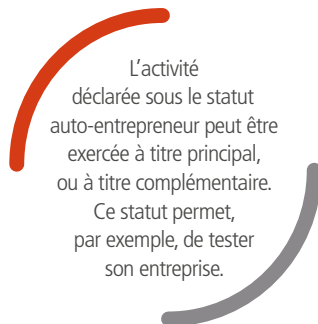 L’activité
déclarée sous le statut
auto-entrepreneur peut être
exercée à titre principal,
ou à titre complémentaire.
Ce statut permet,
par exemple, de tester
son entreprise.